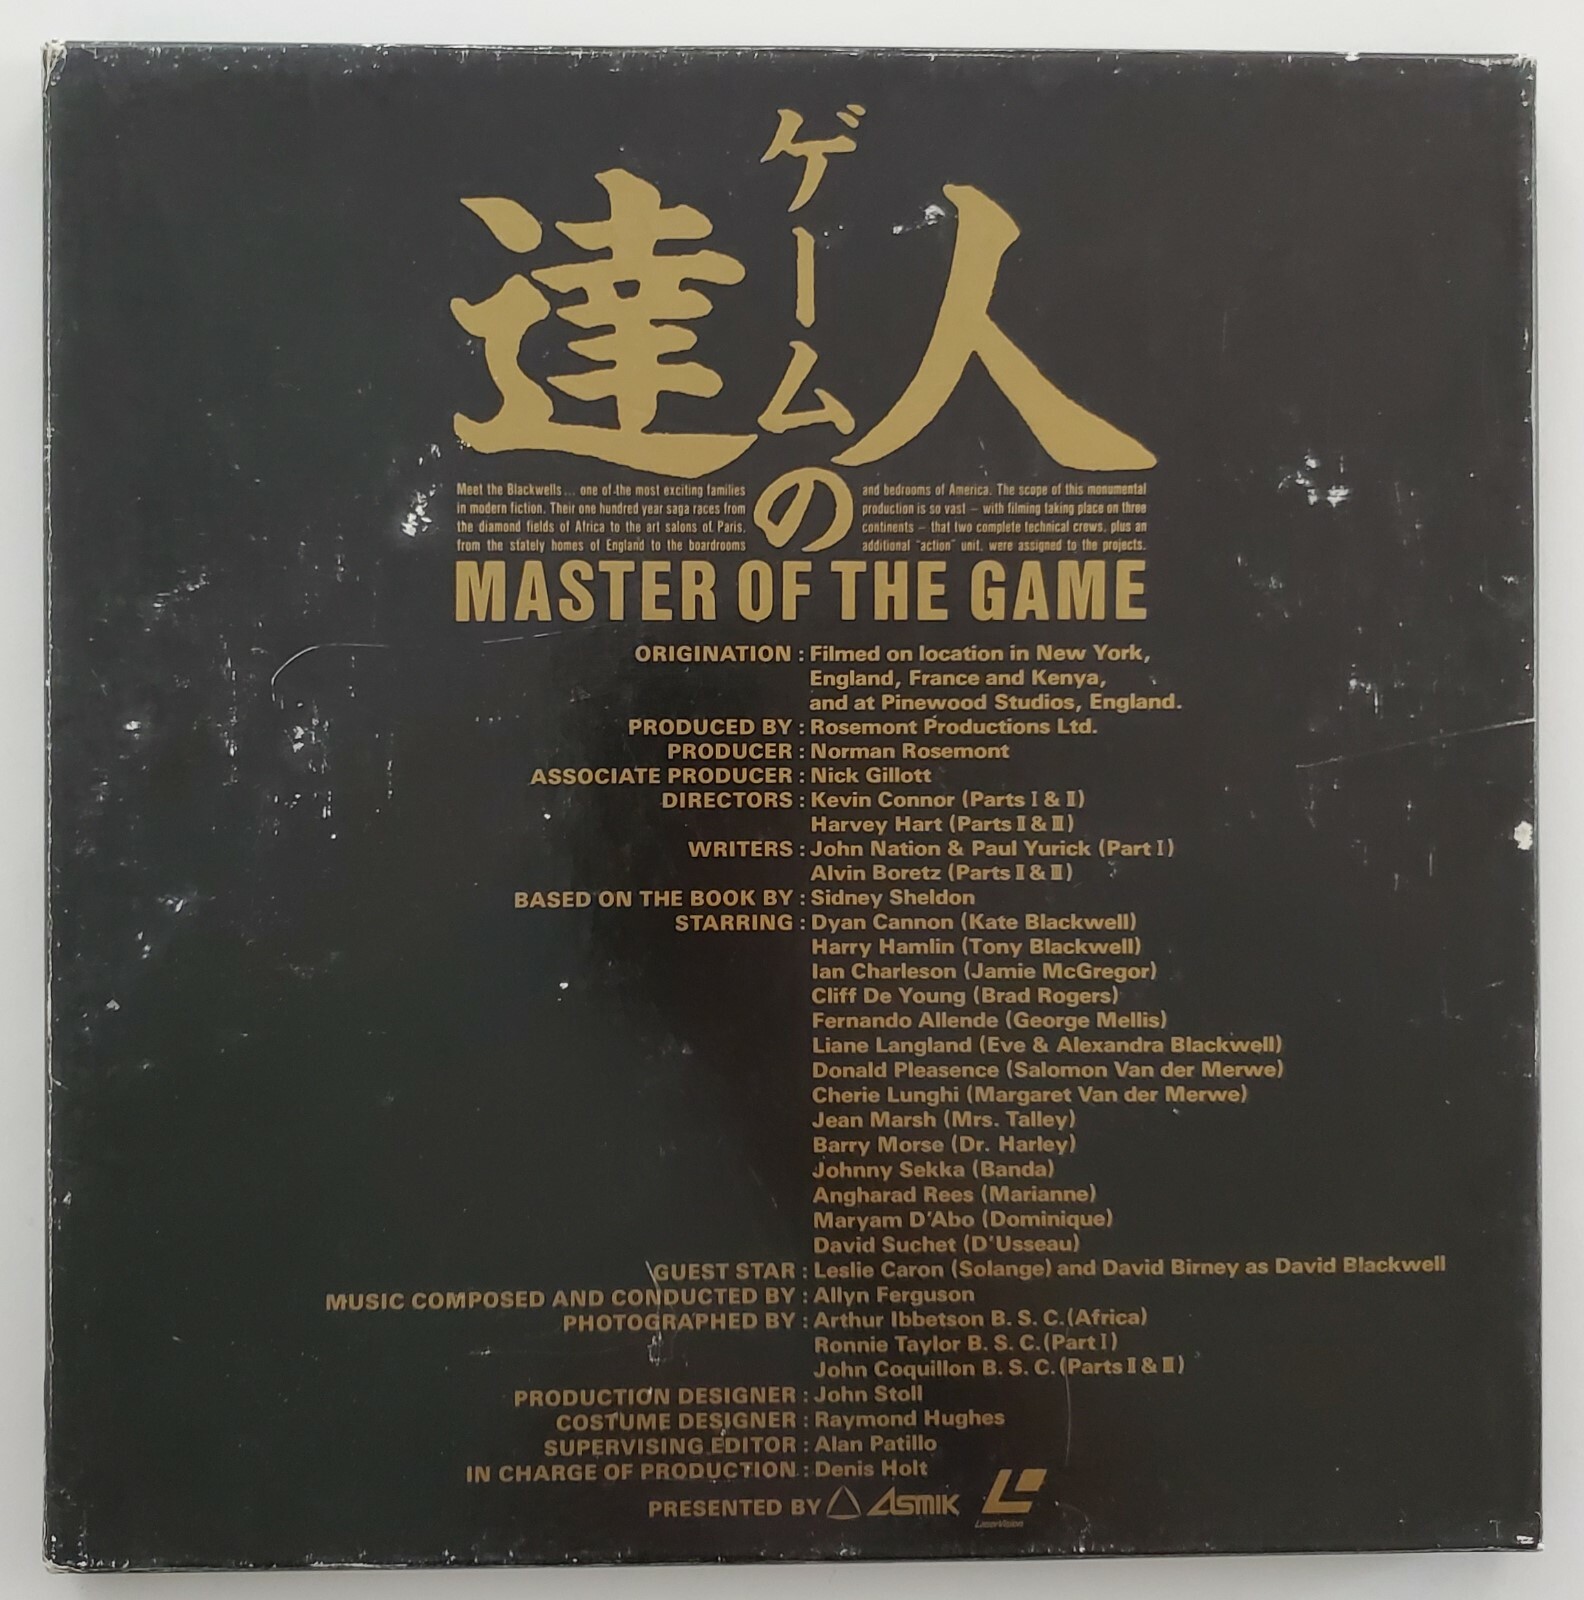 ゲームの
達人
Meet the Blackwells ... one of the most exciting families
in modern fiction. Their one hundred year saga races from
the diamond fields of Africa to the art salons of Paris,
from the stately homes of England to the boardrooms
and bedrooms of America. The scope of this monumental
production is so vast – with filming taking place on three
continents – that two complete technical crews, plus an
additional "action" unit, were assigned to the projects.
MASTER OF THE GAME
ORIGINATION : Filmed on location in New York,
England, France and Kenya,
and at Pinewood Studios, England.
PRODUCED BY : Rosemont Productions Ltd.
PRODUCER : Norman Rosemont
ASSOCIATE PRODUCER : Nick Gillott
DIRECTORS : Kevin Connor (Parts I & II)
Harvey Hart (Parts II & III)
WRITERS : John Nation & Paul Yurick (Part I)
Alvin Boretz (Parts II & III)
BASED ON THE BOOK BY : Sidney Sheldon
STARRING : Dyan Cannon (Kate Blackwell)
Harry Hamlin (Tony Blackwell)
Ian Charleson (Jamie McGregor)
Cliff De Young (Brad Rogers)
Fernando Allende (George Mellis)
Liane Langland (Eve & Alexandra Blackwell)
Donald Pleasence (Salomon Van der Merwe)
Cherie Lunghi (Margaret Van der Merwe)
Jean Marsh (Mrs. Talley)
Barry Morse (Dr. Harley)
Johnny Sekka (Banda)
Angharad Rees (Marianne)
Maryam D'Abo (Dominique)
David Suchet (D'Usseau)
GUEST STAR : Leslie Caron (Solange) and David Birney as David Blackwell
MUSIC COMPOSED AND CONDUCTED BY : Allyn Ferguson
PHOTOGRAPHED BY : Arthur Ibbetson B. S. C. (Africa)
Ronnie Taylor B. S. C. (Part I)
John Coquillon B. S. C. (Parts II & III)
PRODUCTION DESIGNER : John Stoll
COSTUME DESIGNER : Raymond Hughes
SUPERVISING EDITOR : Alan Patillo
IN CHARGE OF PRODUCTION : Denis Holt
PRESENTED BY ASMIK
LaserVision